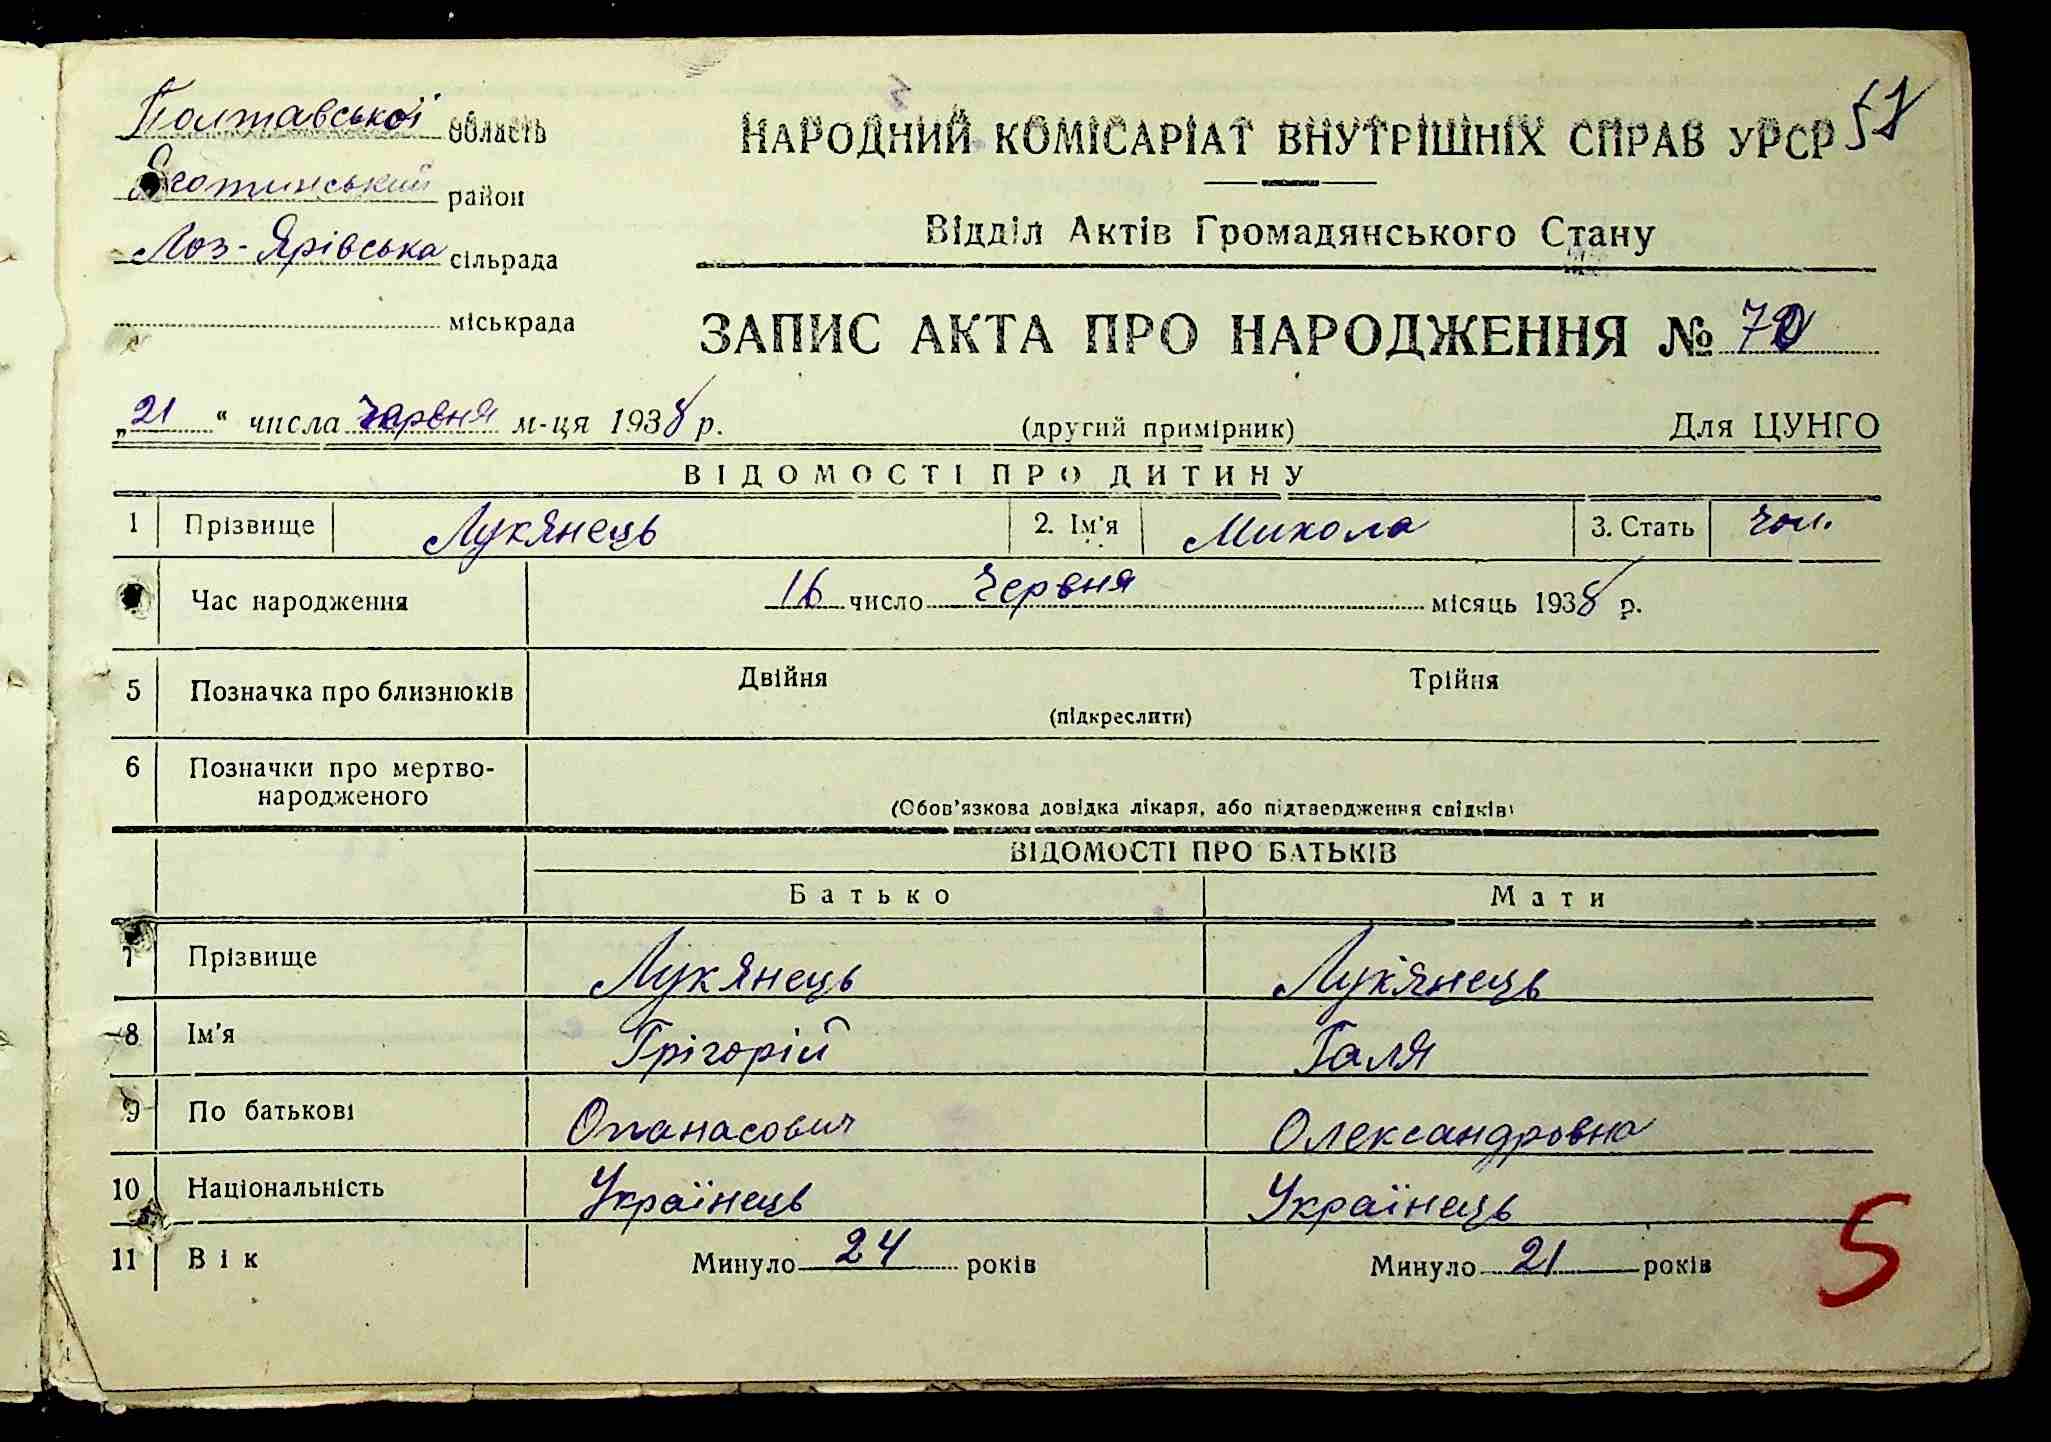 Полтавської область
Яготинський район
Лоз-Ярівська сільрада
міськрада
НАРОДНИЙ КОМІСАРІАТ ВНУТРІШНІХ СПРАВ УРСР
Відділ Актів Громадянського Стану
ЗАПИС АКТА ПРО НАРОДЖЕННЯ № 70
„21“ числа червня м-ця 1938 р. (другий примірник) Для ЦУНГО
ВІДОМОСТІ ПРО ДИТИНУ
1 Прізвище Лукянець 2. Ім'я Микола 3. Стать чол.
Час народження 16 число червня місяць 1938 р.
5 Позначка про близнюків Двійня Трійня
(підкреслити)
6 Позначки про мертво-
народженого
(Обов'язкова довідка лікаря, або підтвердження свідків)
ВІДОМОСТІ ПРО БАТЬКІВ
Батько Мати
7 Прізвище Лукянець Лук'янець
8 Ім'я Грігорій Галя
9 По батькові Опанасович Олександровна
10 Національність Українець Українець
11 Вік Минуло 24 років Минуло 21 років
5